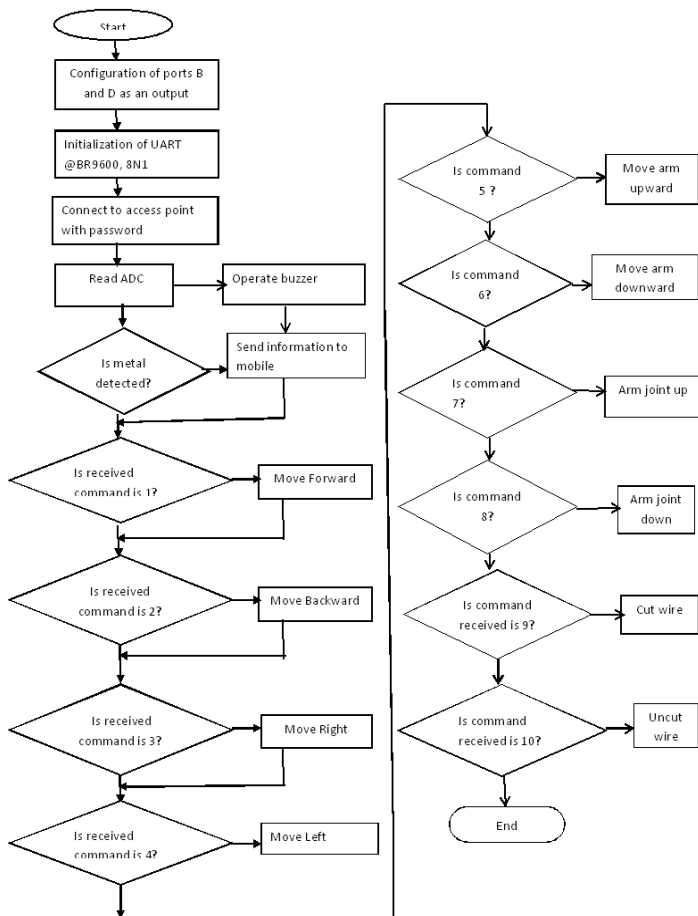 Start
Configuration of ports B
and D as an output
Initialization of UART
@BR9600, 8N1
Connect to access point
with password
Read ADC
Operate buzzer
Is metal
detected?
Send information to
mobile
Is received
command is 1?
Move Forward
Is received
command is 2?
Move Backward
Is received
command is 3?
Move Right
Is received
command is 4?
Move Left
Is command
5 ?
Move arm
upward
Is command
6?
Move arm
downward
Is command
7?
Arm joint up
Is command
8?
Arm joint
down
Is command
received is 9?
Cut wire
Is command
received is 10?
Uncut
wire
End